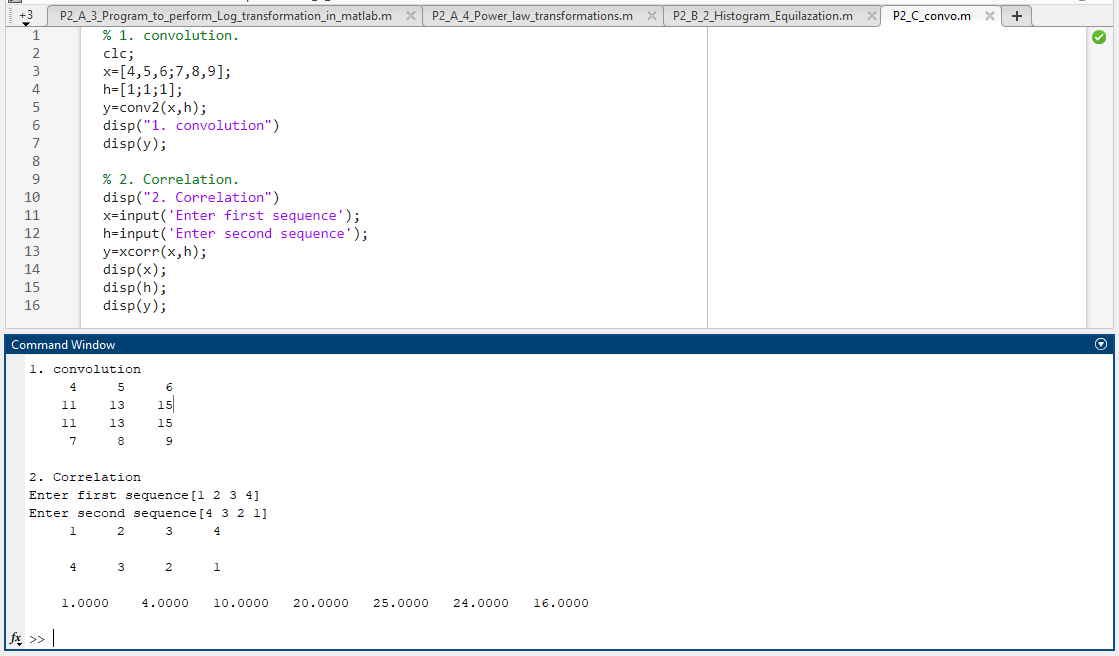 +3 P2_A_3_Program_to_perform_Log_transformation_in_matlab.m P2_A_4_Power_law_transformations.m P2_B_2_Histogram_Equilazation.m P2_C_convo.m +
1 % 1. convolution.
2 clc;
3 x=[4,5,6;7,8,9];
4 h=[1;1;1];
5 y=conv2(x,h);
6 disp("1. convolution")
7 disp(y);
8
9 % 2. Correlation.
10 disp("2. Correlation")
11 x=input('Enter first sequence');
12 h=input('Enter second sequence');
13 y=xcorr(x,h);
14 disp(x);
15 disp(h);
16 disp(y);
Command Window
1. convolution
4 5 6
11 13 15
11 13 15
7 8 9
2. Correlation
Enter first sequence[1 2 3 4]
Enter second sequence[4 3 2 1]
1 2 3 4
4 3 2 1
1.0000 4.0000 10.0000 20.0000 25.0000 24.0000 16.0000
fx >>